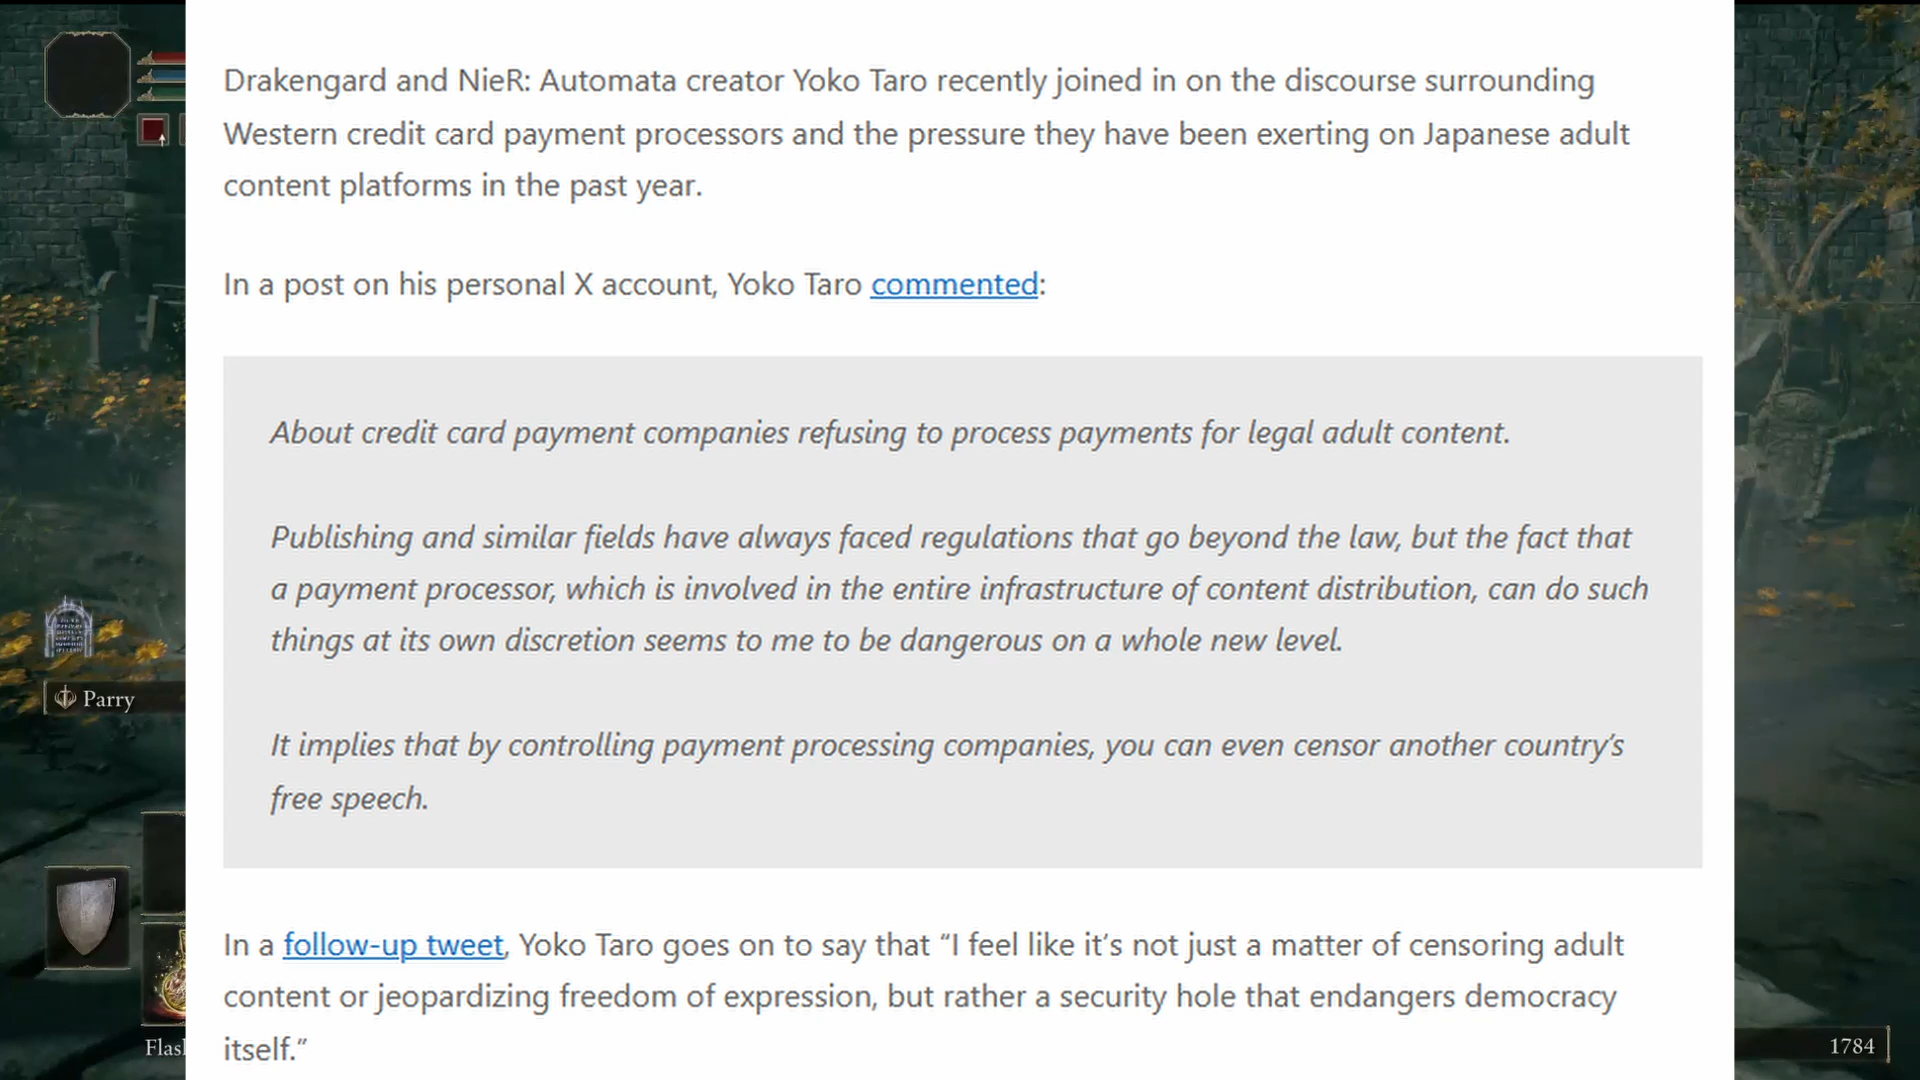 Drakengard and NieR: Automata creator Yoko Taro recently joined in on the discourse surrounding
Western credit card payment processors and the pressure they have been exerting on Japanese adult
content platforms in the past year.
In a post on his personal X account, Yoko Taro commented:
About credit card payment companies refusing to process payments for legal adult content.
Publishing and similar fields have always faced regulations that go beyond the law, but the fact that
a payment processor, which is involved in the entire infrastructure of content distribution, can do such
things at its own discretion seems to me to be dangerous on a whole new level.
Parry
It implies that by controlling payment processing companies, you can even censor another country’s
free speech.
In a follow-up tweet, Yoko Taro goes on to say that “I feel like it’s not just a matter of censoring adult
content or jeopardizing freedom of expression, but rather a security hole that endangers democracy
itself.”
Flas
1784